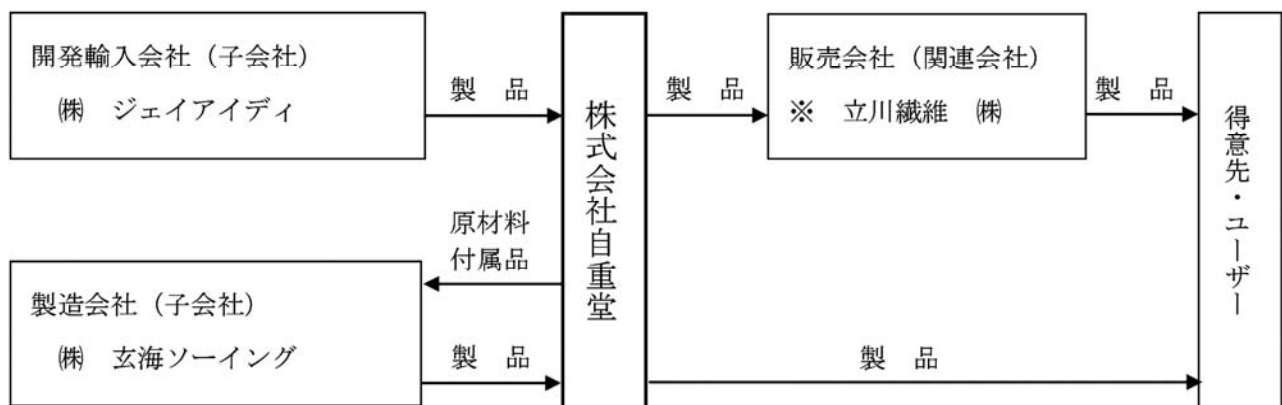 開発輸入会社（子会社）
㈱ ジェイアイディ
製 品
株式会社自重堂
製 品
販売会社（関連会社）
※ 立川繊維 ㈱
製 品
得意先・ユーザー
原材料
付属品
製造会社（子会社）
㈱ 玄海ソーイング
製 品
製 品